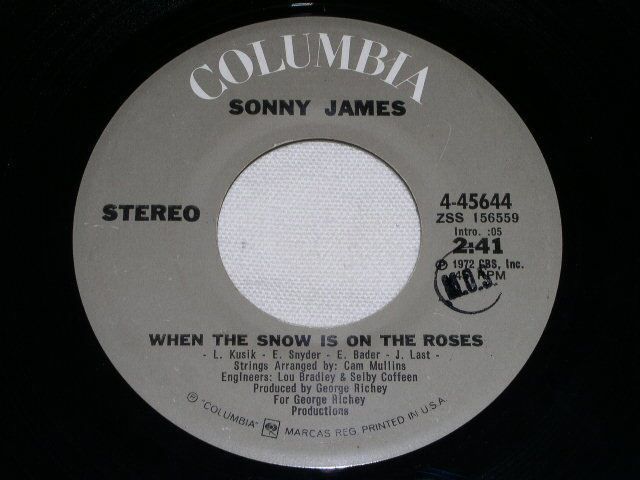 COLUMBIA
SONNY JAMES
STEREO
4-45644
ZSS 156559
Intro. :05
2:41
℗ 1972 CBS, Inc.
45 RPM
M.O.S.
WHEN THE SNOW IS ON THE ROSES
- L. Kusik - E. Snyder - E. Bader - J. Last -
Strings Arranged by: Cam Mullins
Engineers: Lou Bradley & Selby Coffeen
Produced by George Richey
For George Richey
Productions
℗ "COLUMBIA" MARCAS REG. PRINTED IN U.S.A.